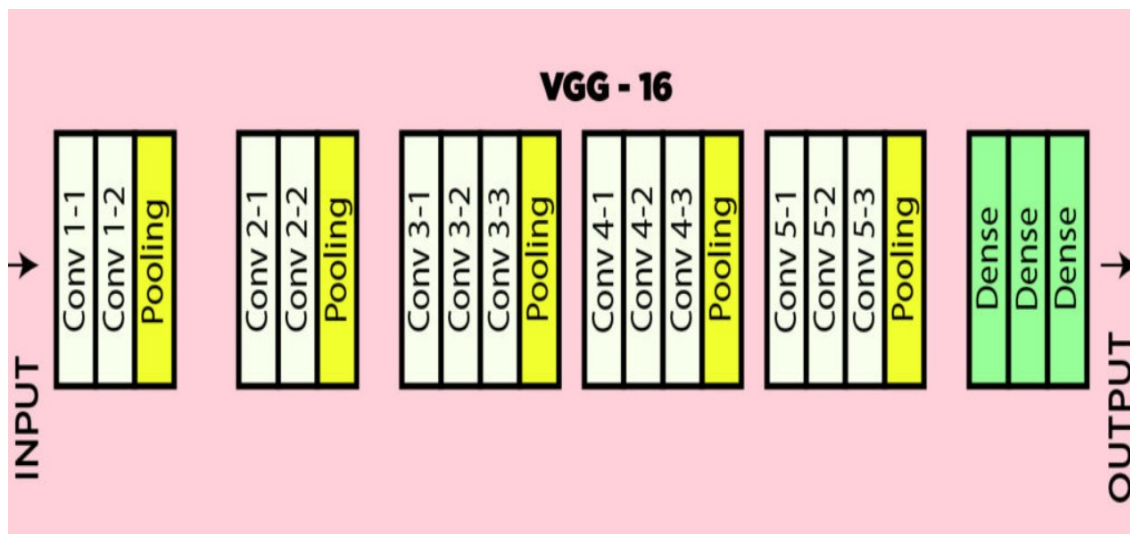 VGG - 16
INPUT
Conv 1-1
Conv 1-2
Pooling
Conv 2-1
Conv 2-2
Pooling
Conv 3-1
Conv 3-2
Conv 3-3
Pooling
Conv 4-1
Conv 4-2
Conv 4-3
Pooling
Conv 5-1
Conv 5-2
Conv 5-3
Pooling
Dense
Dense
Dense
OUTPUT